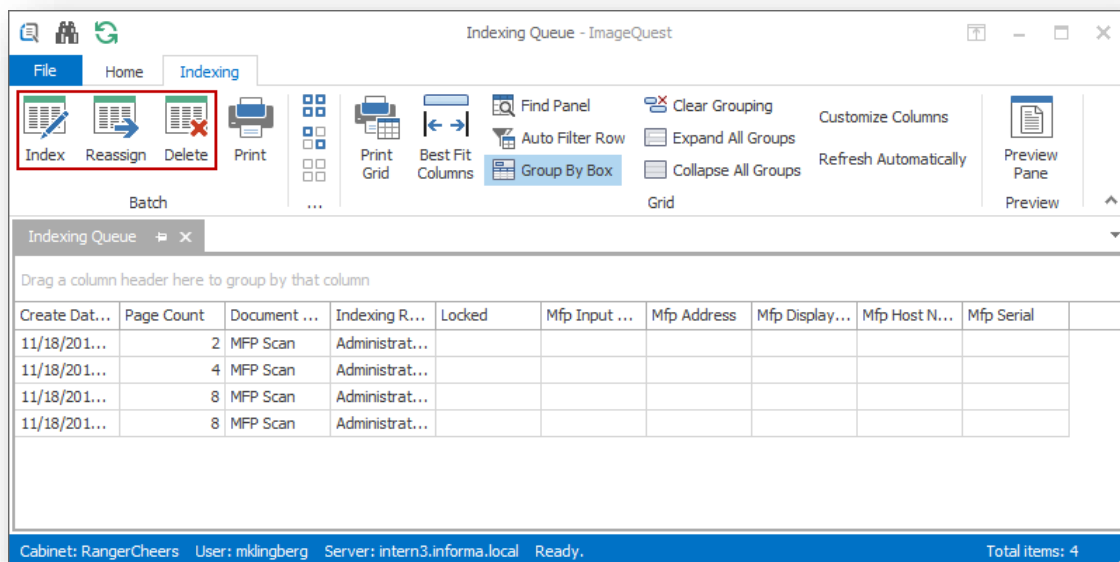 Indexing Queue - ImageQuest
File Home Indexing
Index Reassign Delete Print
Print Grid
Best Fit Columns
Find Panel
Auto Filter Row
Group By Box
Clear Grouping
Expand All Groups
Collapse All Groups
Customize Columns
Refresh Automatically
Preview Pane
Batch ... Grid Preview
Indexing Queue
Drag a column header here to group by that column
Create Dat... Page Count Document ... Indexing R... Locked Mfp Input ... Mfp Address Mfp Display... Mfp Host N... Mfp Serial
11/18/201... 2 MFP Scan Administrat...
11/18/201... 4 MFP Scan Administrat...
11/18/201... 8 MFP Scan Administrat...
11/18/201... 8 MFP Scan Administrat...
Cabinet: RangerCheers User: mklingberg Server: intern3.informa.local Ready. Total items: 4